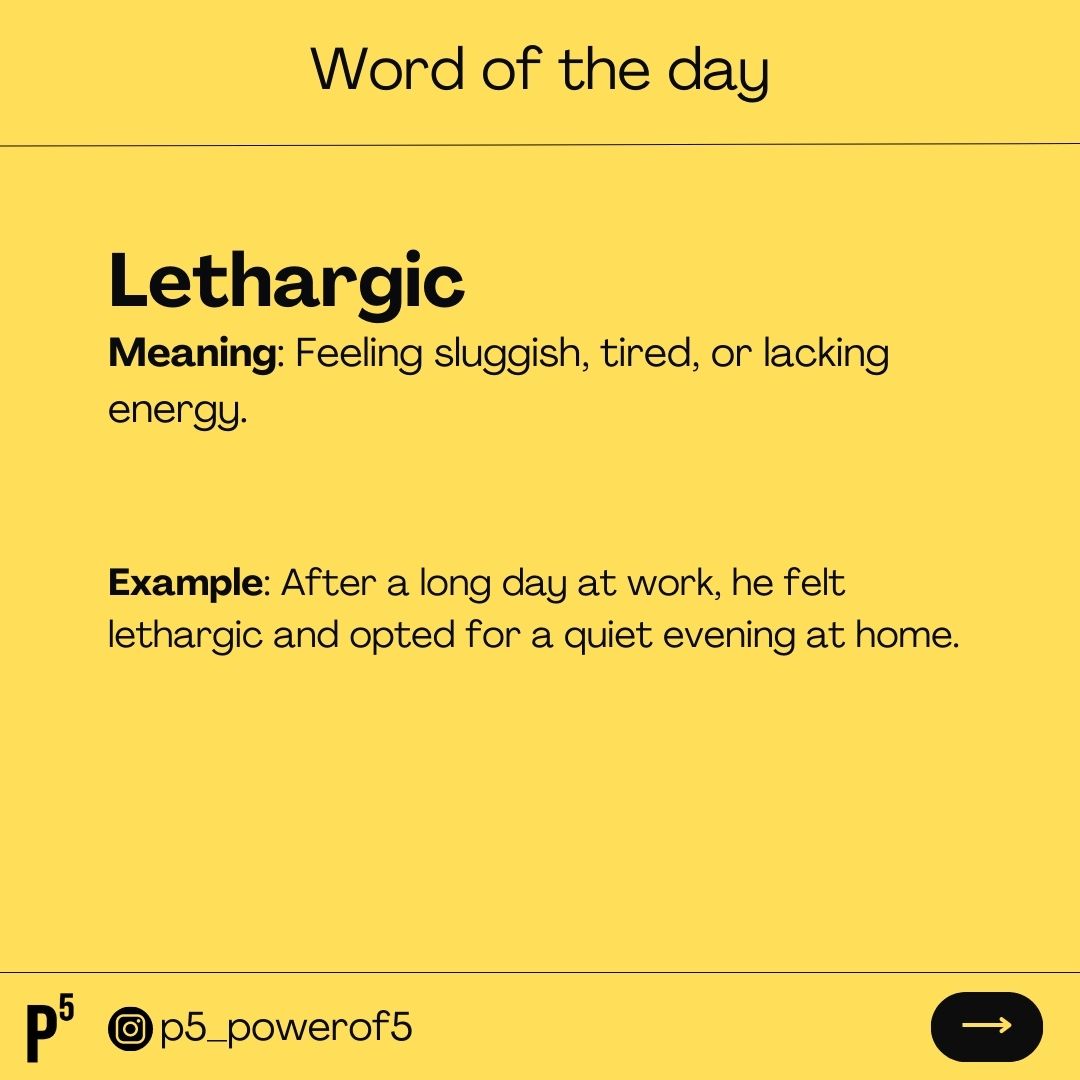 Word of the day
Lethargic
Meaning: Feeling sluggish, tired, or lacking
energy.
Example: After a long day at work, he felt
lethargic and opted for a quiet evening at home.
P⁵
p5_powerof5